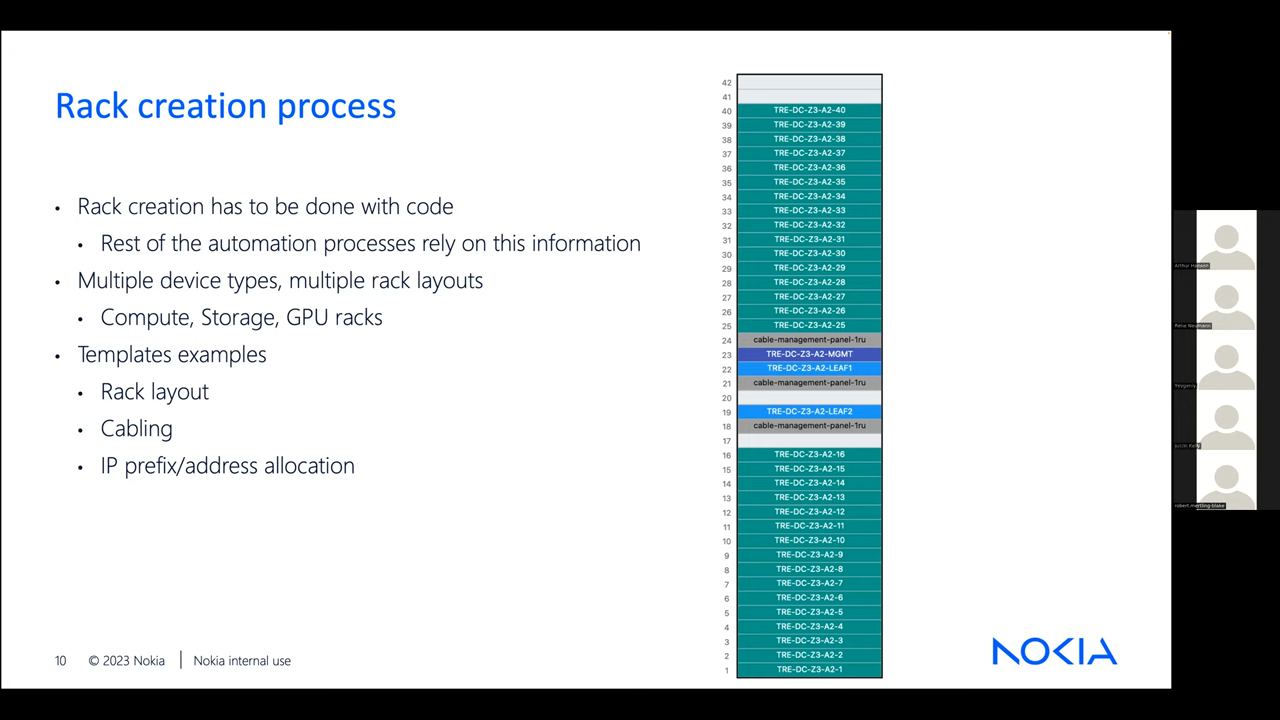 Rack creation process
• Rack creation has to be done with code
• Rest of the automation processes rely on this information
• Multiple device types, multiple rack layouts
• Compute, Storage, GPU racks
• Templates examples
• Rack layout
• Cabling
• IP prefix/address allocation
42
41
40 TRE-DC-Z3-A2-40
39 TRE-DC-Z3-A2-39
38 TRE-DC-Z3-A2-38
37 TRE-DC-Z3-A2-37
36 TRE-DC-Z3-A2-36
35 TRE-DC-Z3-A2-35
34 TRE-DC-Z3-A2-34
33 TRE-DC-Z3-A2-33
32 TRE-DC-Z3-A2-32
31 TRE-DC-Z3-A2-31
30 TRE-DC-Z3-A2-30
29 TRE-DC-Z3-A2-29
28 TRE-DC-Z3-A2-28
27 TRE-DC-Z3-A2-27
26 TRE-DC-Z3-A2-26
25 TRE-DC-Z3-A2-25
24 cable-management-panel-1ru
23 TRE-DC-Z3-A2-MGMT
22 TRE-DC-Z3-A2-LEAF1
21 cable-management-panel-1ru
20
19 TRE-DC-Z3-A2-LEAF2
18 cable-management-panel-1ru
17
16 TRE-DC-Z3-A2-16
15 TRE-DC-Z3-A2-15
14 TRE-DC-Z3-A2-14
13 TRE-DC-Z3-A2-13
12 TRE-DC-Z3-A2-12
11 TRE-DC-Z3-A2-11
10 TRE-DC-Z3-A2-10
9 TRE-DC-Z3-A2-9
8 TRE-DC-Z3-A2-8
7 TRE-DC-Z3-A2-7
6 TRE-DC-Z3-A2-6
5 TRE-DC-Z3-A2-5
4 TRE-DC-Z3-A2-4
3 TRE-DC-Z3-A2-3
2 TRE-DC-Z3-A2-2
1 TRE-DC-Z3-A2-1
10 © 2023 Nokia | Nokia internal use
NOKIA
Arthur
Yevgeniy
Justin Kelly
robert.mertling-blake